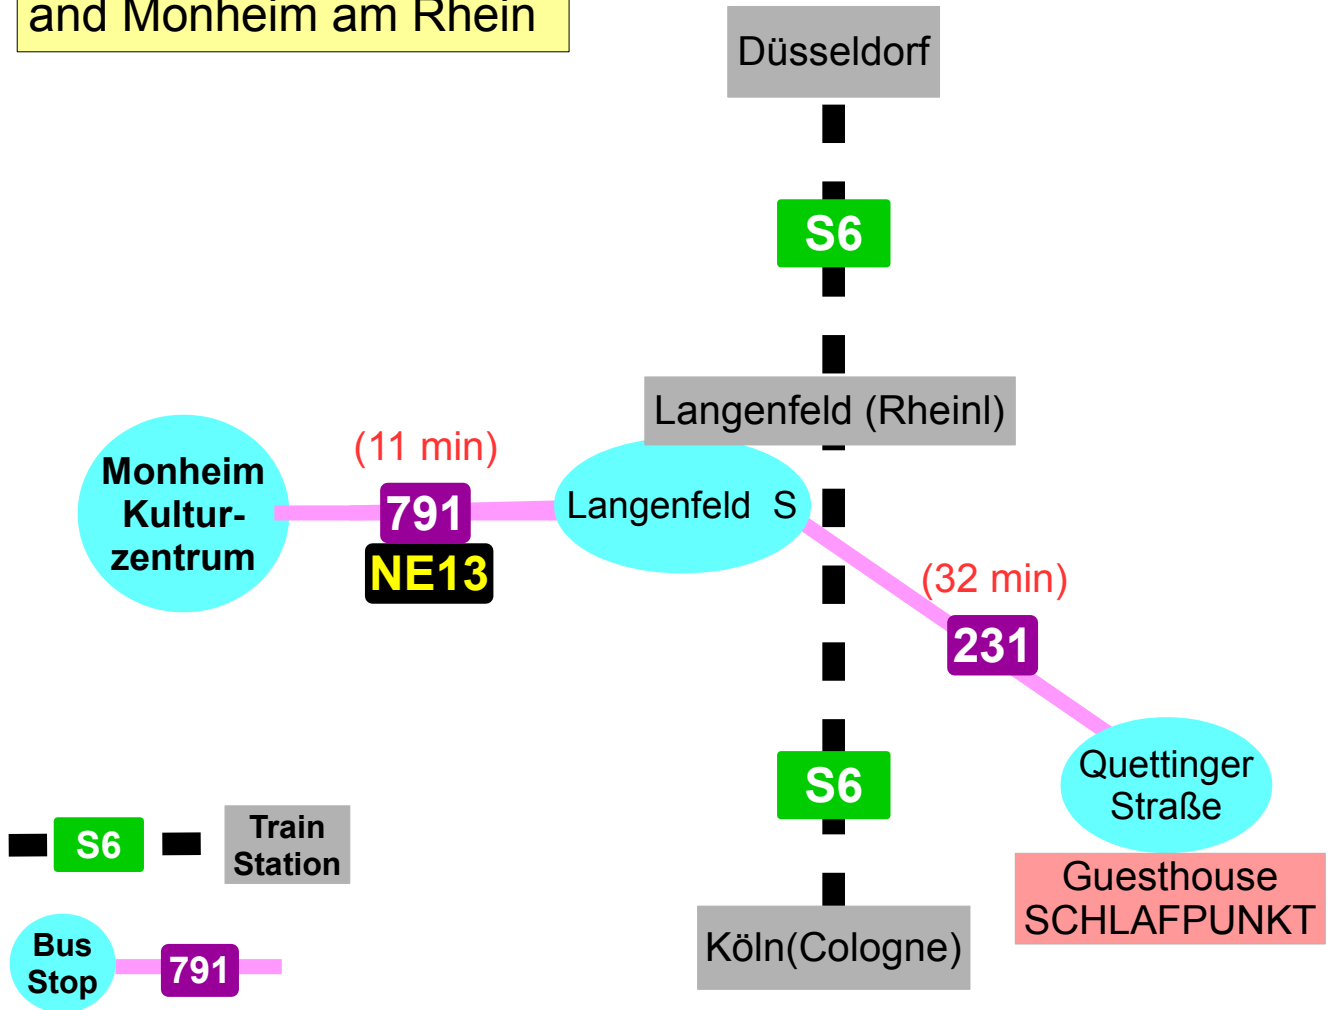 and Monheim am Rhein
Düsseldorf
S6
Langenfeld (Rheinl)
(11 min)
Monheim
Kultur-
zentrum
791
NE13
Langenfeld S
(32 min)
231
S6
Quettinger
Straße
Guesthouse
SCHLAFPUNKT
Köln(Cologne)
S6
Train
Station
Bus
Stop
791